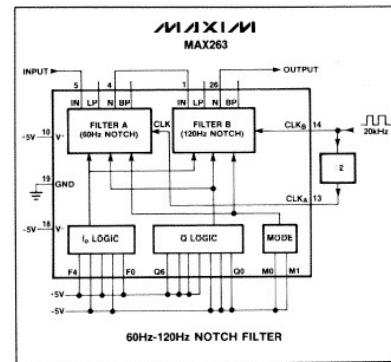 MAXIM
MAX263
INPUT
OUTPUT
5
4
1
26
IN LP N BP
IN LP N BP
FILTER A
(60Hz NOTCH)
CLK
FILTER B
(120Hz NOTCH)
CLKB 14
20kHz
-5V 10 V-
÷2
19 GND
CLKA 13
-5V 18 V-
f0 LOGIC
Q LOGIC
MODE
F4 F0 Q6 Q0 M0 M1
+5V
-5V
60Hz-120Hz NOTCH FILTER